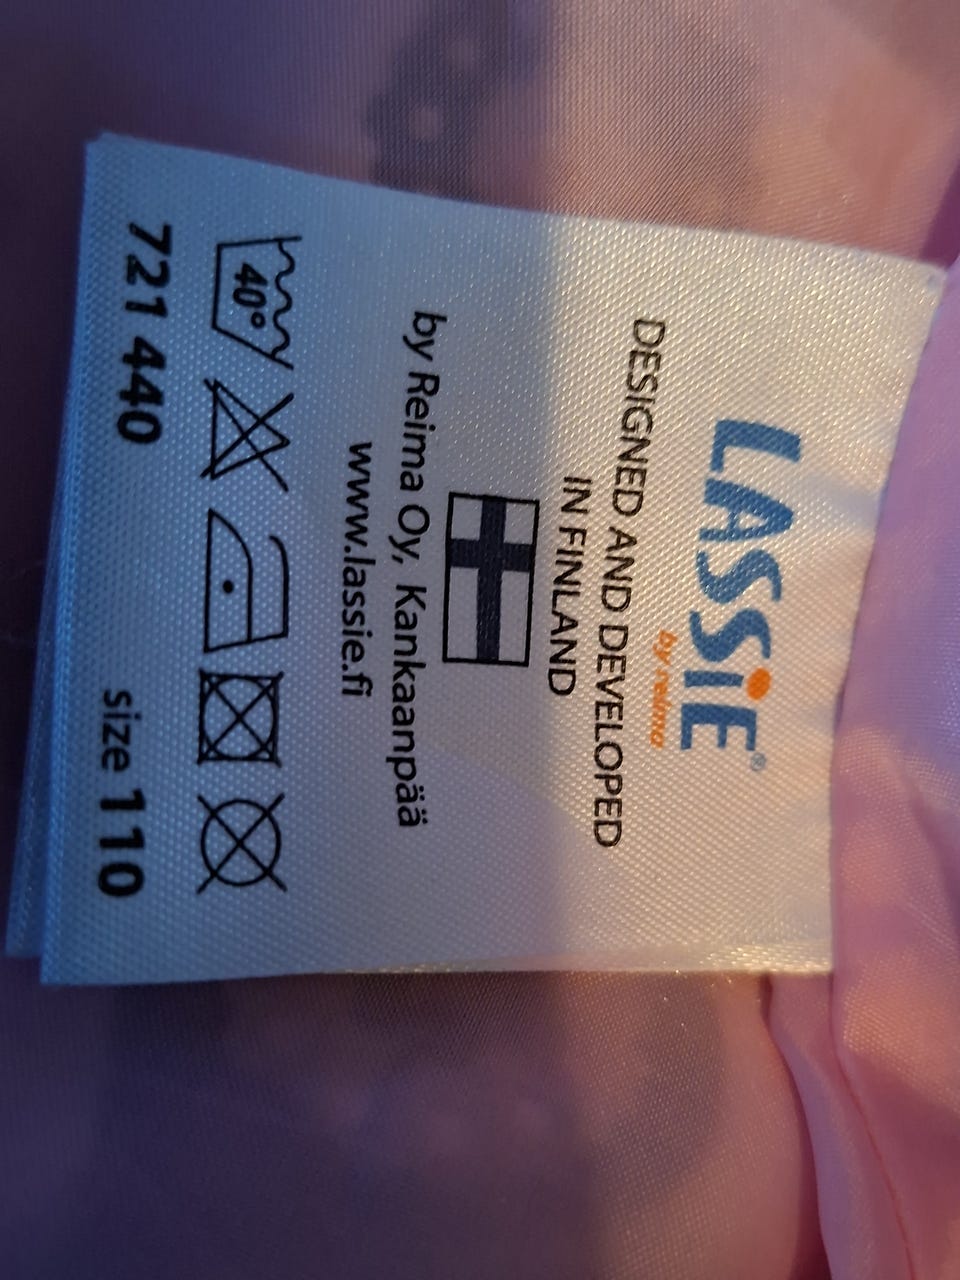 LASSiE®
by reima
DESIGNED AND DEVELOPED
IN FINLAND
by Reima Oy, Kankaanpää
www.lassie.fi
40°
721 440 size 110